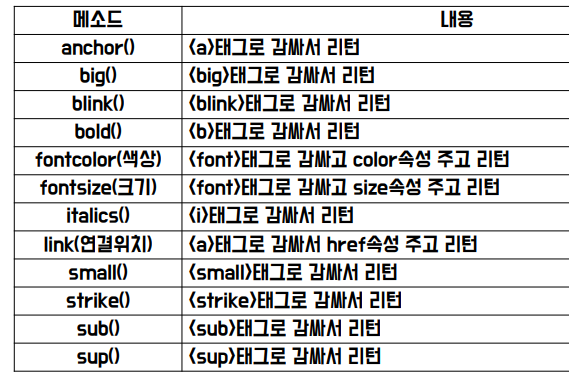 메소드 내용
anchor() <a>태그로 감싸서 리턴
big() <big>태그로 감싸서 리턴
blink() <blink>태그로 감싸서 리턴
bold() <b>태그로 감싸서 리턴
fontcolor(색상) <font>태그로 감싸고 color속성 주고 리턴
fontsize(크기) <font>태그로 감싸고 size속성 주고 리턴
italics() <i>태그로 감싸서 리턴
link(연결위치) <a>태그로 감싸서 href속성 주고 리턴
small() <small>태그로 감싸서 리턴
strike() <strike>태그로 감싸서 리턴
sub() <sub>태그로 감싸서 리턴
sup() <sup>태그로 감싸서 리턴